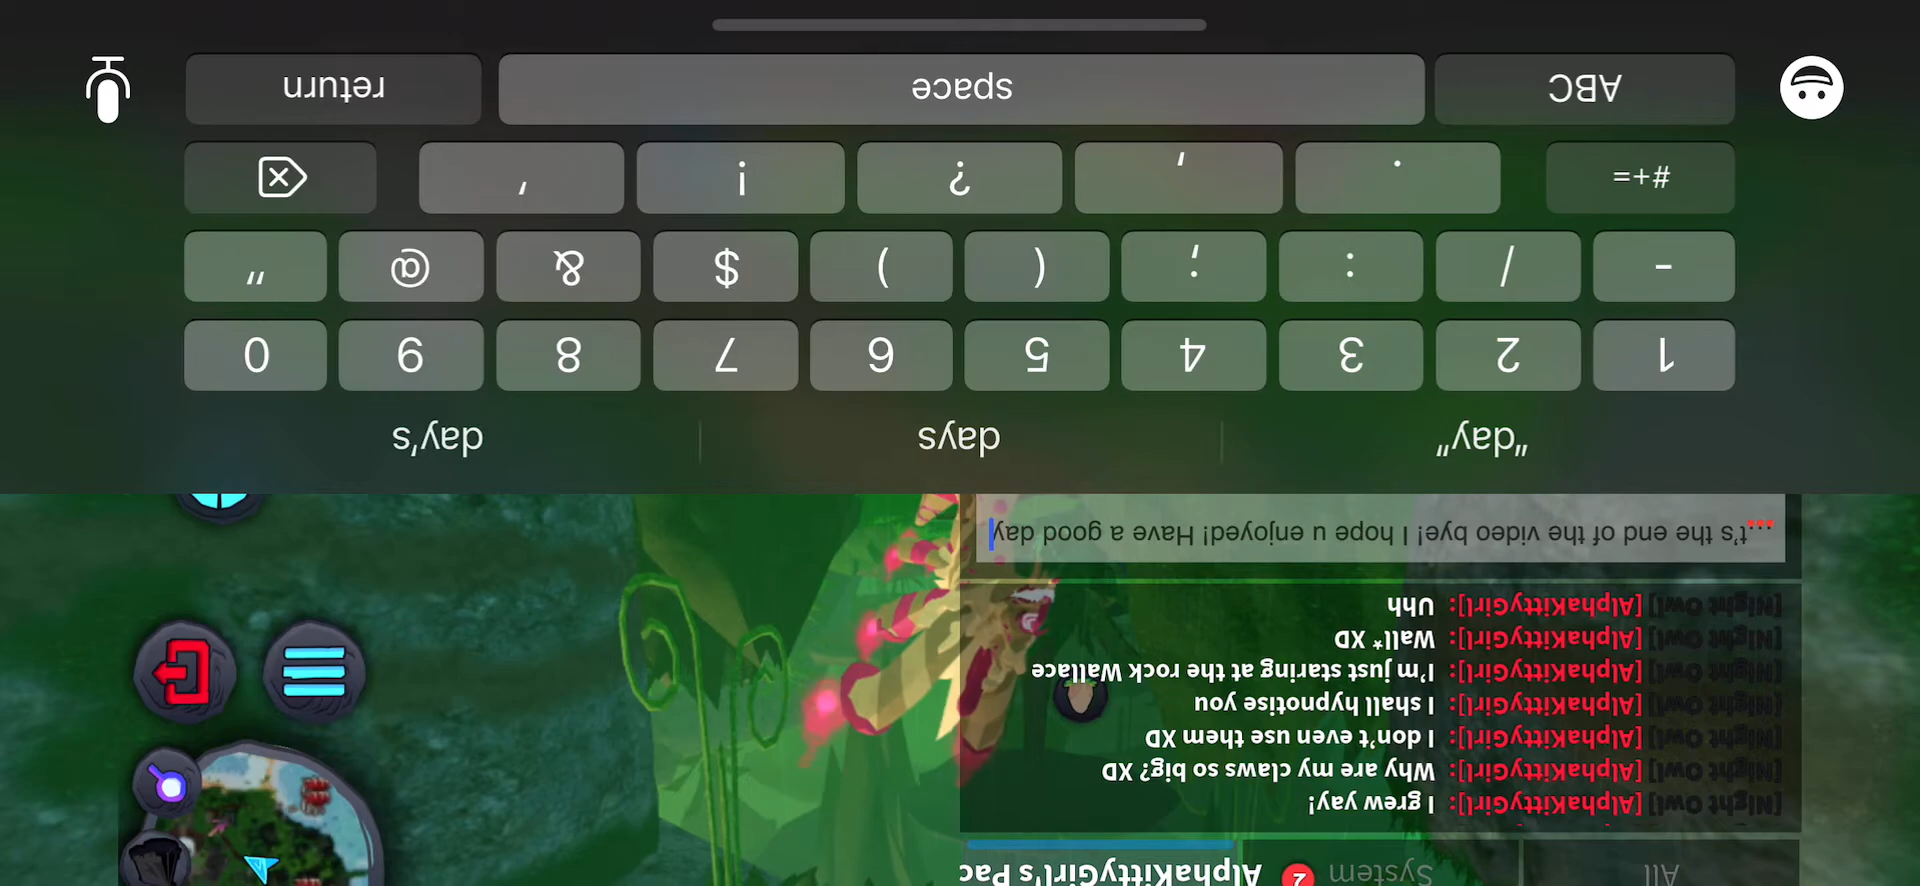 All
System
2
AlphaKittyGirl's Pac
[Night Owl] [AlphaKittyGirl]: I grew yay!
[Night Owl] [AlphaKittyGirl]: Why are my claws so big? XD
[Night Owl] [AlphaKittyGirl]: I don't even use them XD
[Night Owl] [AlphaKittyGirl]: I shall hypnotise you
[Night Owl] [AlphaKittyGirl]: I'm just staring at the rock Wallace
[Night Owl] [AlphaKittyGirl]: Wall* XD
[Night Owl] [AlphaKittyGirl]: Uhh
...t's the end of the video bye! I hope u enjoyed! Have a good day
"day"
days
day's
1 2 3 4 5 6 7 8 9 0
- / : ; ( ) $ & @ "
#+= . , ? ! '
ABC space return